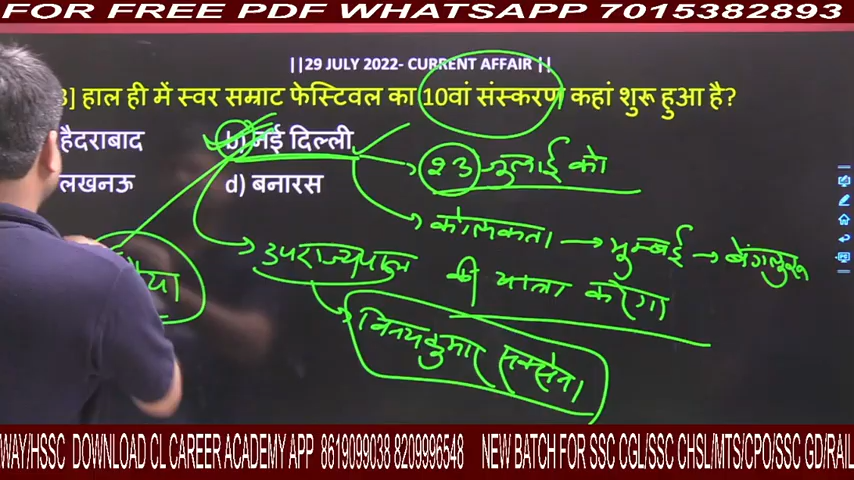 FOR FREE PDF WHATSAPP 7015382893
||29 JULY 2022- CURRENT AFFAIR ||
3] हाल ही में स्वर सम्राट फेस्टिवल का 10वां संस्करण कहां शुरू हुआ है?
हैदराबाद b) नई दिल्ली
लखनऊ d) बनारस
23 जुलाई को
कोलकता → मुम्बई → बेंगलुरू
की यात्रा करेगा
उपराज्यपाल
विनयकुमार सक्सेना
WAY/HSSC DOWNLOAD CL CAREER ACADEMY APP 8619099038 8209996548 NEW BATCH FOR SSC CGL/SSC CHSL/MTS/CPO/SSC GD/RAIL